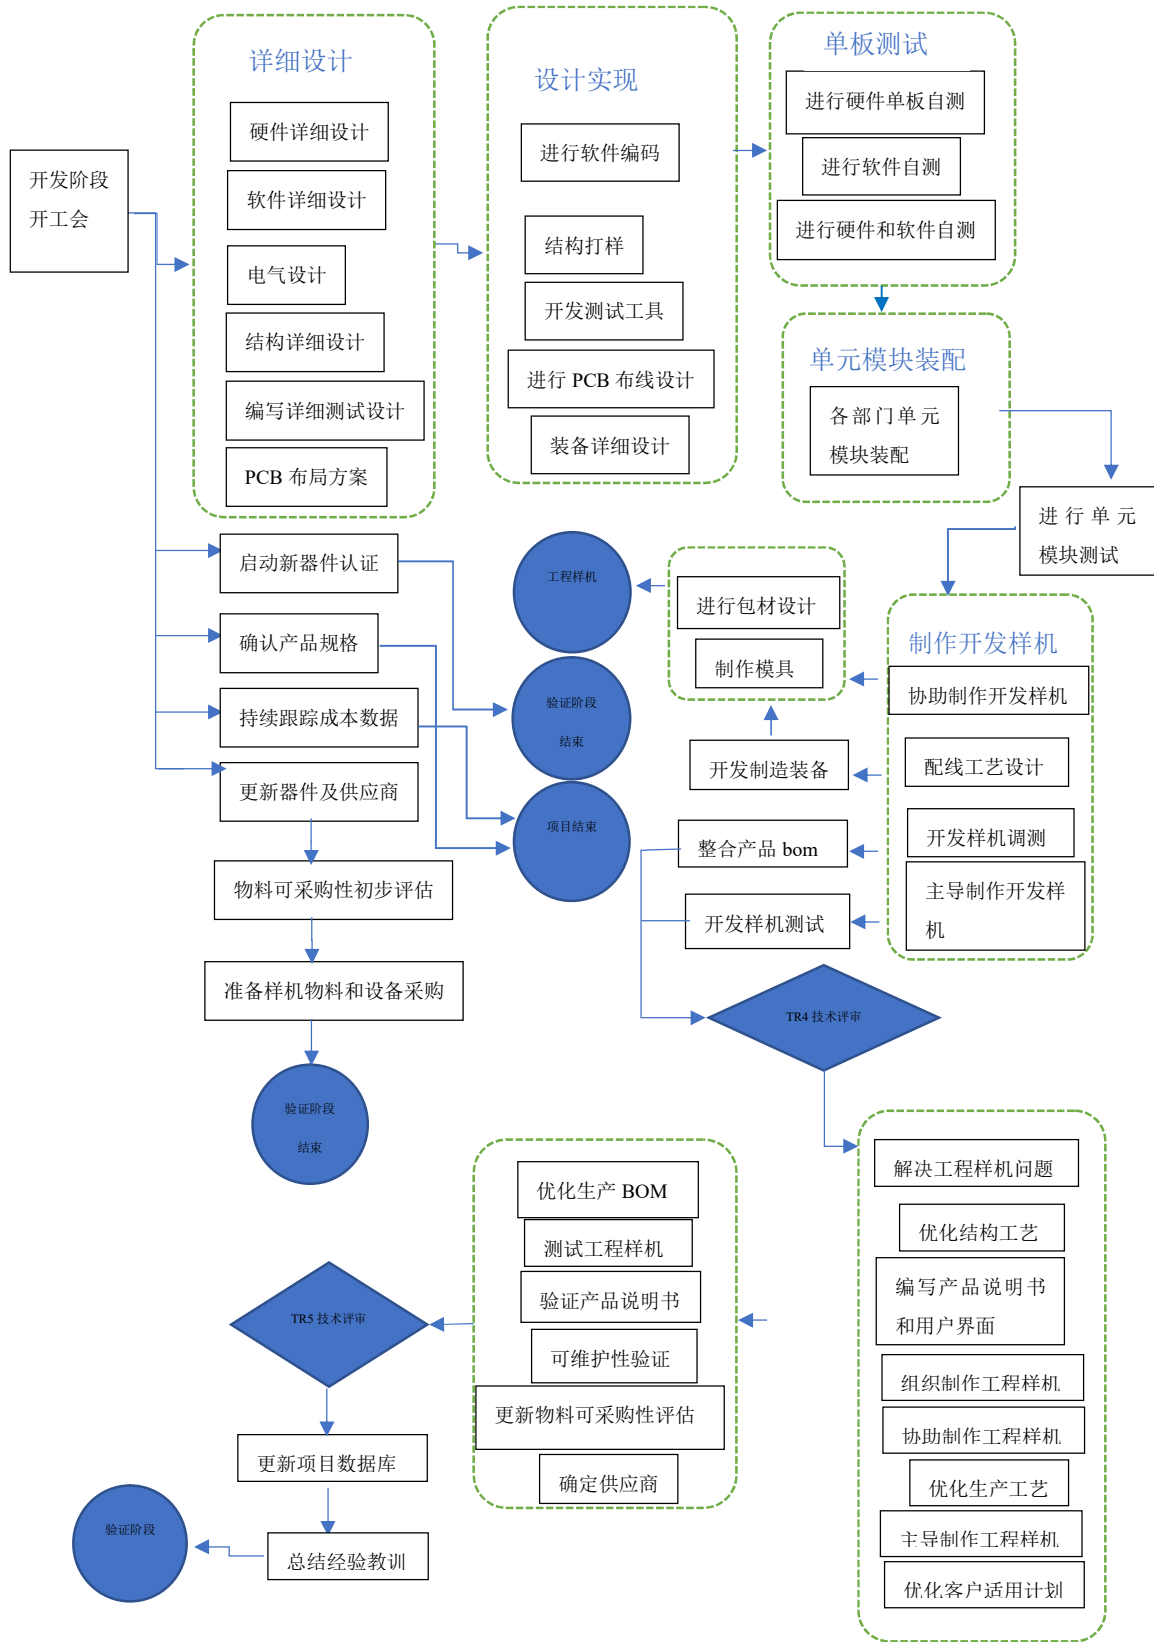 开发阶段
开工会
详细设计
硬件详细设计
软件详细设计
电气设计
结构详细设计
编写详细测试设计
PCB 布局方案
设计实现
进行软件编码
结构打样
开发测试工具
进行 PCB 布线设计
装备详细设计
单板测试
进行硬件单板自测
进行软件自测
进行硬件和软件自测
单元模块装配
各部门单元
模块装配
进行单元
模块测试
启动新器件认证
确认产品规格
持续跟踪成本数据
更新器件及供应商
物料可采购性初步评估
准备样机物料和设备采购
验证阶段
结束
工程样机
验证阶段
结束
项目结束
进行包材设计
制作模具
开发制造装备
整合产品 bom
开发样机测试
制作开发样机
协助制作开发样机
配线工艺设计
开发样机调测
主导制作开发样
机
TR4 技术评审
解决工程样机问题
优化结构工艺
编写产品说明书
和用户界面
组织制作工程样机
协助制作工程样机
优化生产工艺
主导制作工程样机
优化客户适用计划
优化生产 BOM
测试工程样机
验证产品说明书
可维护性验证
更新物料可采购性评估
确定供应商
TR5 技术评审
更新项目数据库
总结经验教训
验证阶段